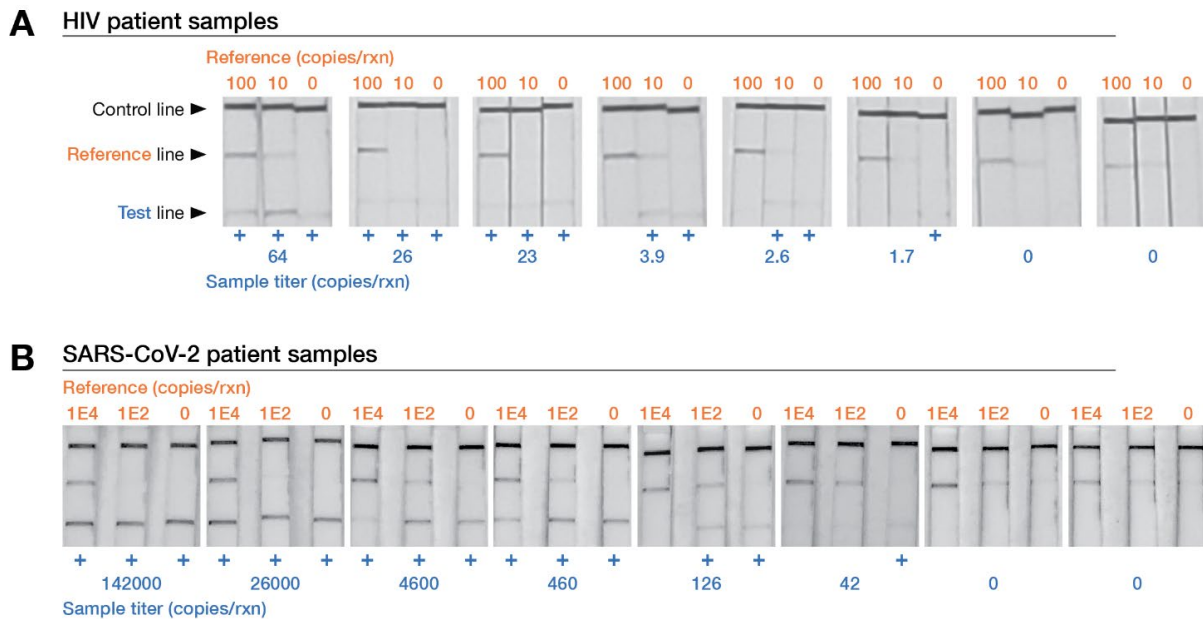 A HIV patient samples
Reference (copies/rxn)
100 10 0 100 10 0 100 10 0 100 10 0 100 10 0 100 10 0 100 10 0 100 10 0
Control line ►
Reference line ►
Test line ►
+ + + + + + + + + + + + + +
64 26 23 3.9 2.6 1.7 0 0
Sample titer (copies/rxn)
B SARS-CoV-2 patient samples
Reference (copies/rxn)
1E4 1E2 0 1E4 1E2 0 1E4 1E2 0 1E4 1E2 0 1E4 1E2 0 1E4 1E2 0 1E4 1E2 0 1E4 1E2 0
+ + + + + + + + + + + + + + +
142000 26000 4600 460 126 42 0 0
Sample titer (copies/rxn)